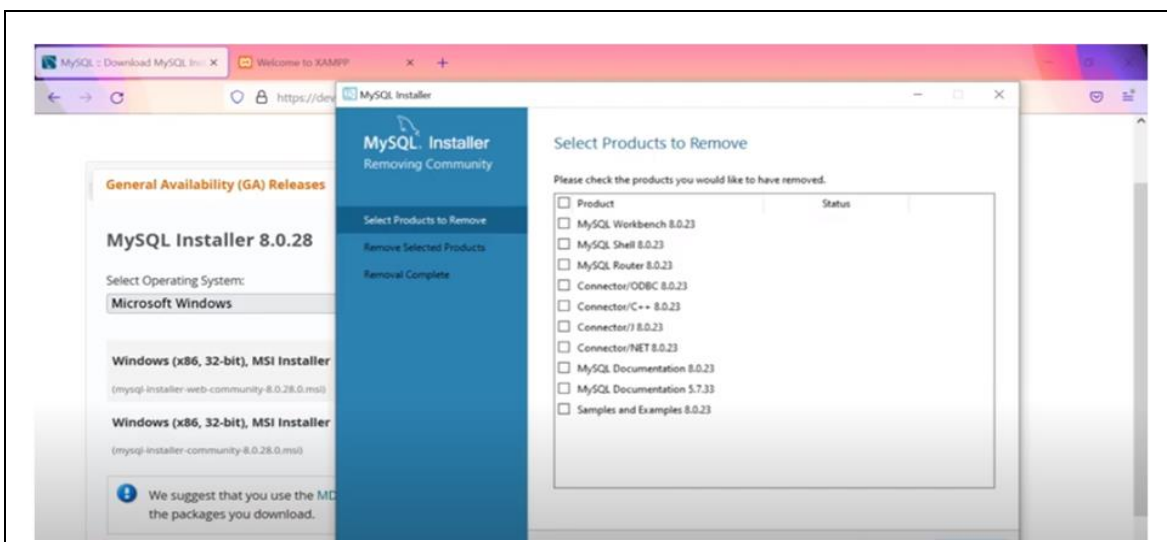 MySQL :: Download MySQL Ins
Welcome to XAMPP
https://dev
MySQL Installer
General Availability (GA) Releases
MySQL Installer 8.0.28
Select Operating System:
Microsoft Windows
Windows (x86, 32-bit), MSI Installer
(mysql-installer-web-community-8.0.28.0.msi)
Windows (x86, 32-bit), MSI Installer
(mysql-installer-community-8.0.28.0.msi)
We suggest that you use the MD
the packages you download.
MySQL. Installer
Removing Community
Select Products to Remove
Remove Selected Products
Removal Complete
Select Products to Remove
Please check the products you would like to have removed.
Product Status
MySQL Workbench 8.0.23
MySQL Shell 8.0.23
MySQL Router 8.0.23
Connector/ODBC 8.0.23
Connector/C++ 8.0.23
Connector/J 8.0.23
Connector/NET 8.0.23
MySQL Documentation 8.0.23
MySQL Documentation 5.7.33
Samples and Examples 8.0.23